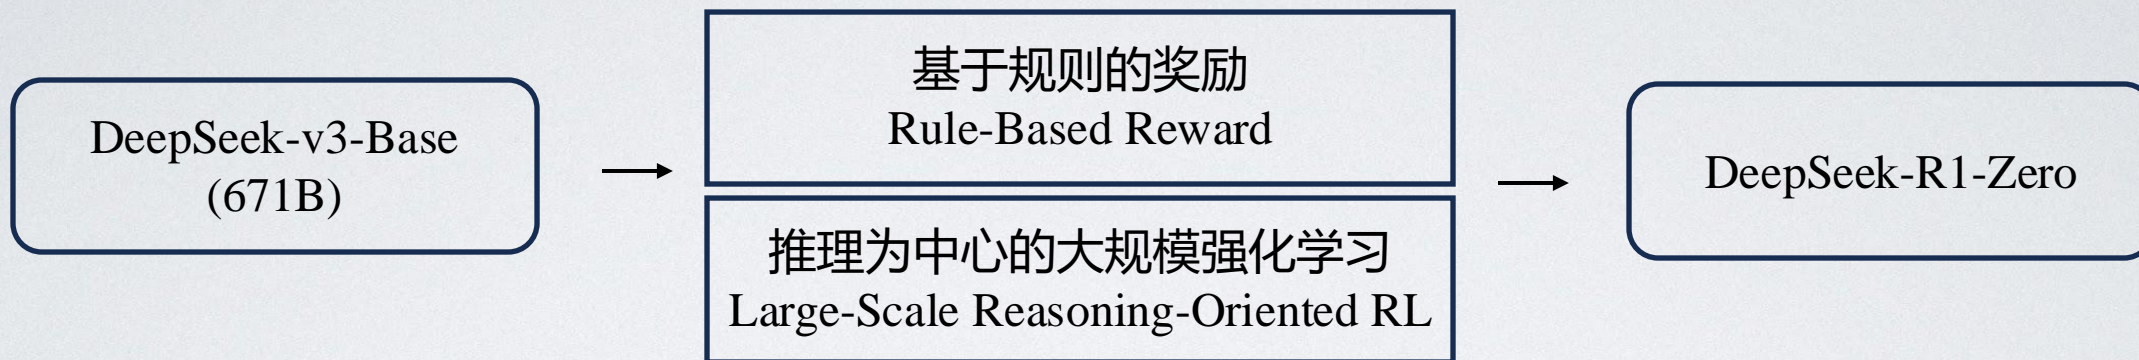 DeepSeek-v3-Base
(671B)
基于规则的奖励
Rule-Based Reward
推理为中心的大规模强化学习
Large-Scale Reasoning-Oriented RL
DeepSeek-R1-Zero